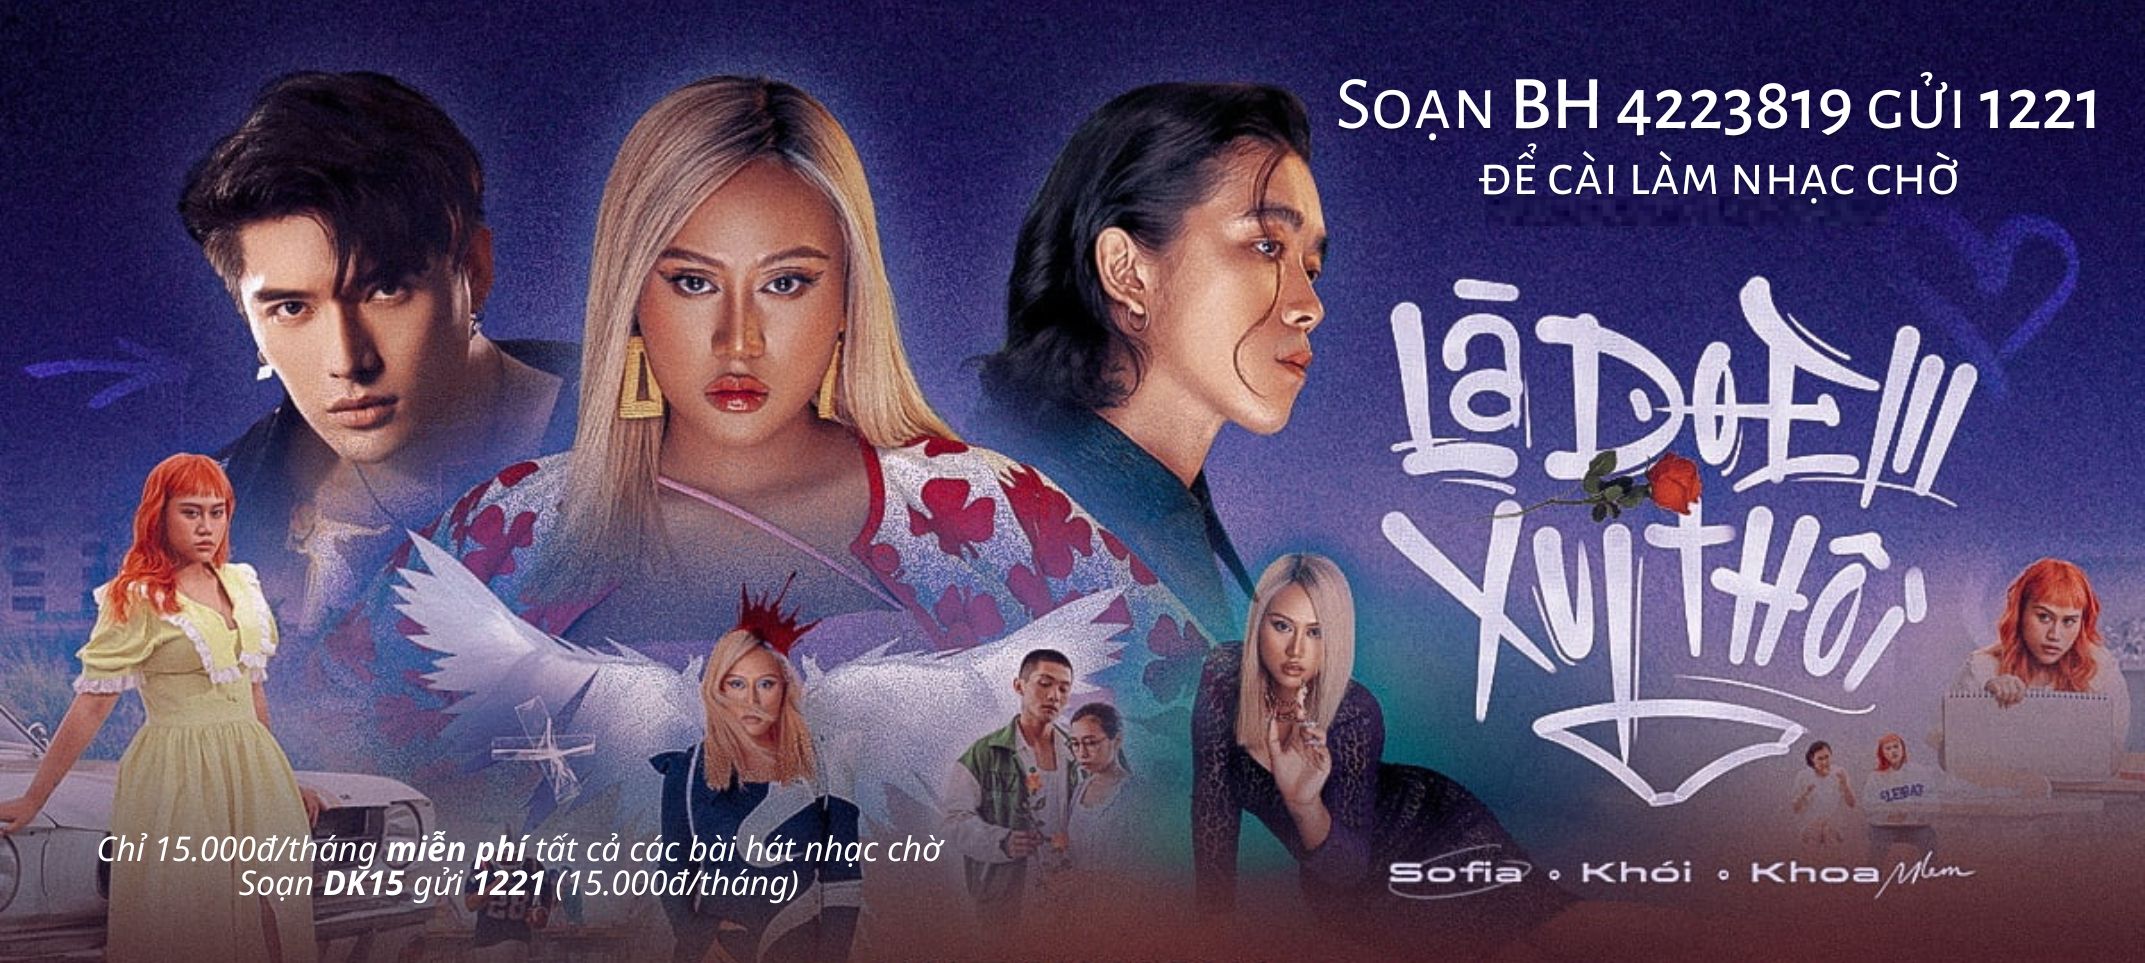 SOẠN BH 4223819 GỬI 1221
ĐỂ CÀI LÀM NHẠC CHỜ
Là Do Em
Xui Thôi
Sofia • Khói • Khoa
Chỉ 15.000đ/tháng miễn phí tất cả các bài hát nhạc chờ
Soạn DK15 gửi 1221 (15.000đ/tháng)